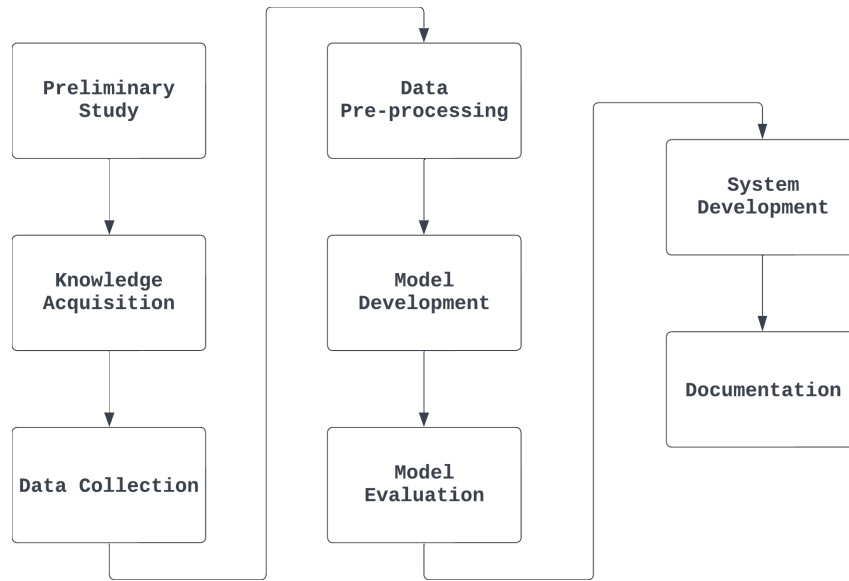 Preliminary
Study
Knowledge
Acquisition
Data Collection
Data
Pre-processing
Model
Development
Model
Evaluation
System
Development
Documentation